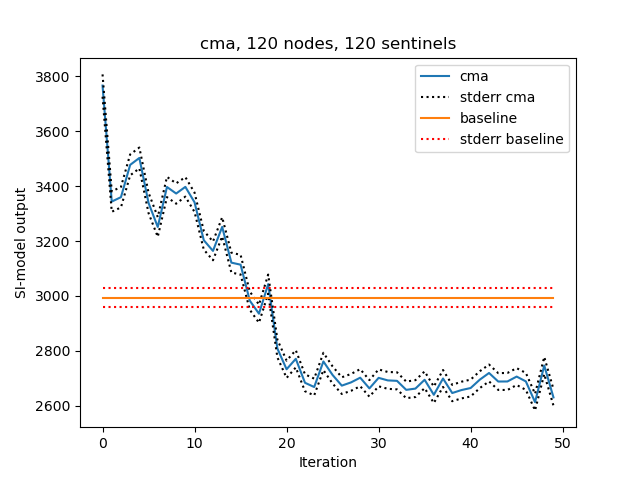 cma, 120 nodes, 120 sentinels
cma
stderr cma
baseline
stderr baseline
SI-model output
3800
3600
3400
3200
3000
2800
2600
0 10 20 30 40 50
Iteration